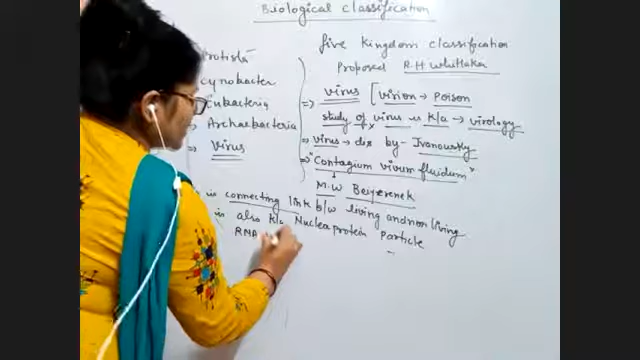 Biological classification
five kingdom classification
Proposed R.H Whittaker
Protista
cynobacter
Eubacteria
Archaebacteria
⇒ virus
⇒ virus [virion → Poison
study of virus is k/a → virology
⇒ virus → dis by - Ivanousky
⇒ "Contagium vivum fluidum"
M.W Beijerenek
is connecting link b/w living and non living
is also k/a Nucleoprotein Particle
RNA